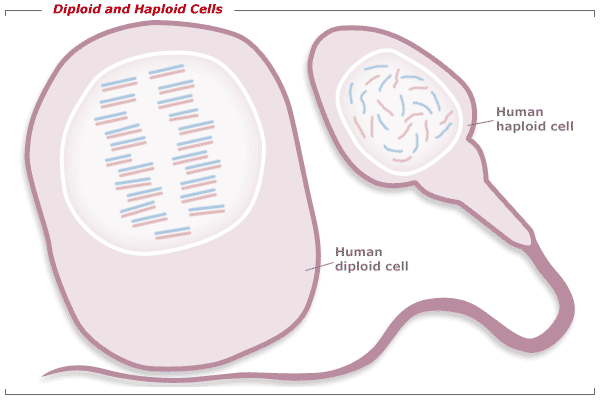 Diploid and Haploid Cells
Human
haploid cell
Human
diploid cell